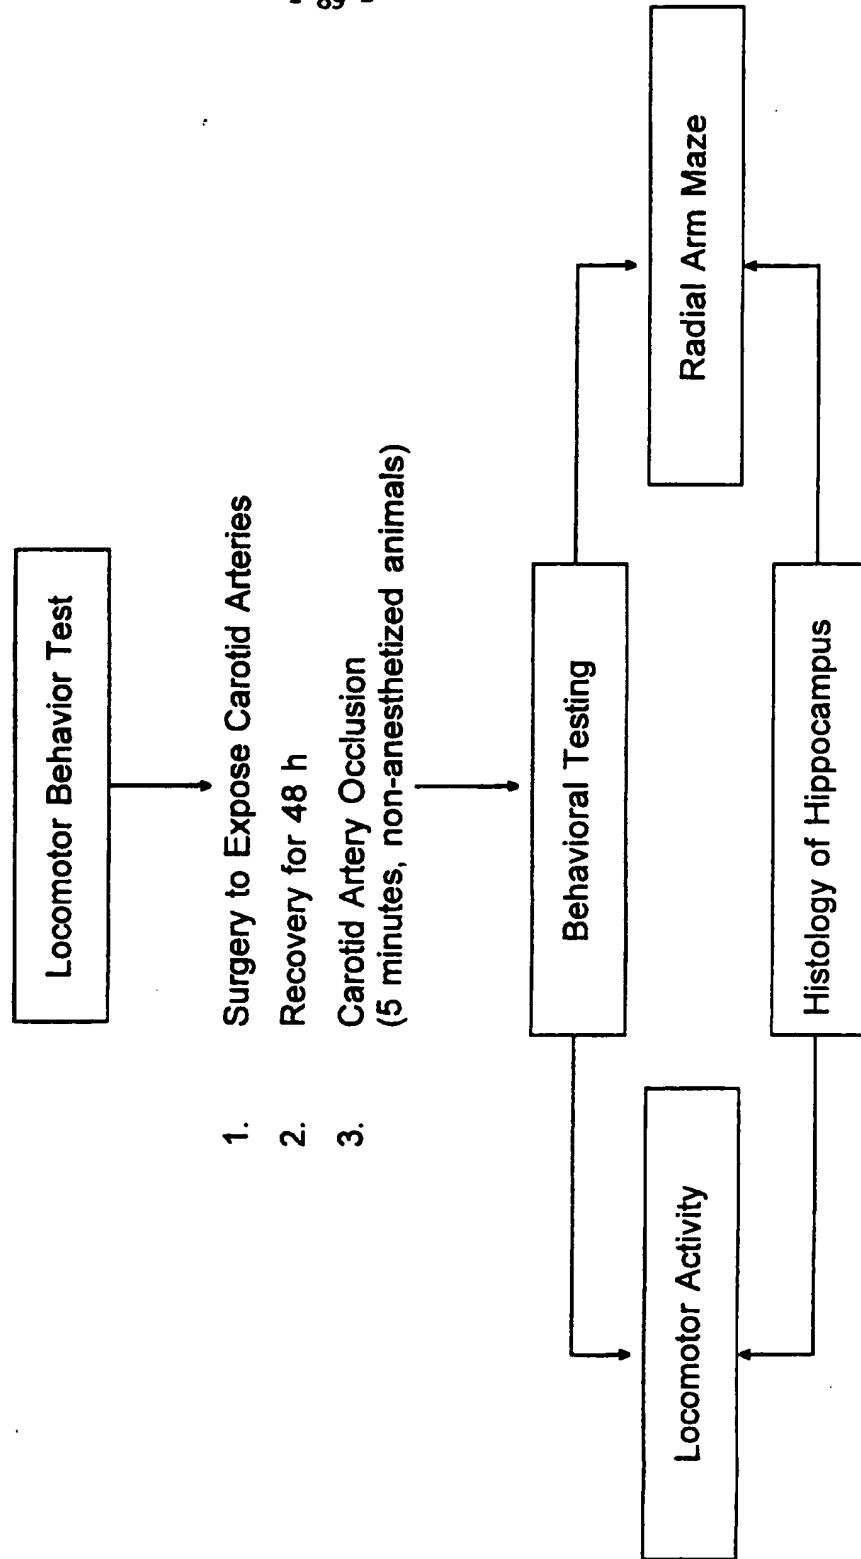 - 89 -
Locomotor Behavior Test
1. Surgery to Expose Carotid Arteries
2. Recovery for 48 h
3. Carotid Artery Occlusion
(5 minutes, non-anesthetized animals)
Behavioral Testing
Locomotor Activity
Radial Arm Maze
Histology of Hippocampus